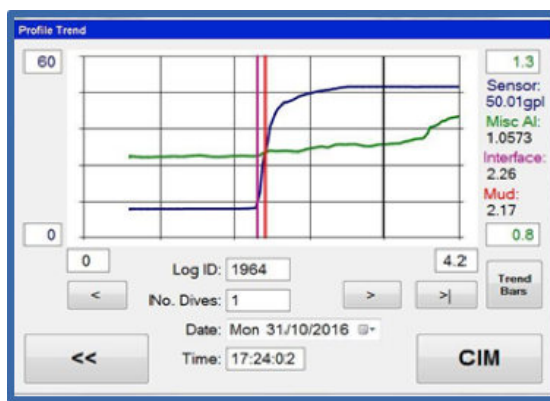 Profile Trend
60
1.3
Sensor:
50.01gpl
Misc AI:
1.0573
Interface:
2.26
Mud:
2.17
0
0.8
0
4.2
Log ID: 1964
Trend Bars
<
No. Dives: 1
>
>|
Date: Mon 31/10/2016
<<
Time: 17:24:02
CIM